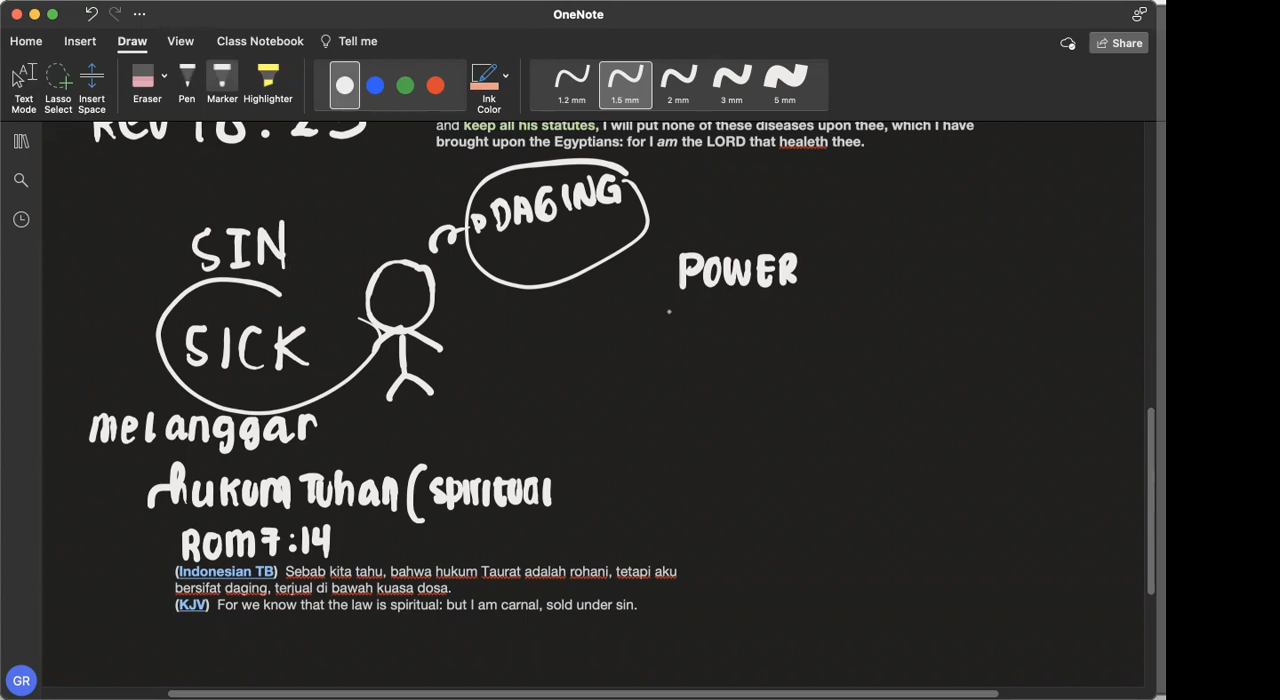 OneNote
Home Insert Draw View Class Notebook Tell me
Share
Text Mode
Lasso Select
Insert Space
Eraser
Pen
Marker
Highlighter
Ink Color
1.2 mm
1.5 mm
2 mm
3 mm
5 mm
Rev 18:23
and keep all his statutes, I will put none of these diseases upon thee, which I have
brought upon the Egyptians: for I am the LORD that healeth thee.
DAGING
SIN
POWER
SICK
melanggar
hukum Tuhan (spiritual
ROM 7:14
(Indonesian TB) Sebab kita tahu, bahwa hukum Taurat adalah rohani, tetapi aku
bersifat daging, terjual di bawah kuasa dosa.
(KJV) For we know that the law is spiritual: but I am carnal, sold under sin.
GR